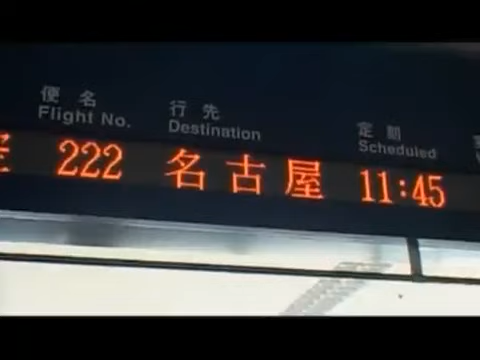 便名 行先 定刻
Flight No. Destination Scheduled
222 名古屋 11:45